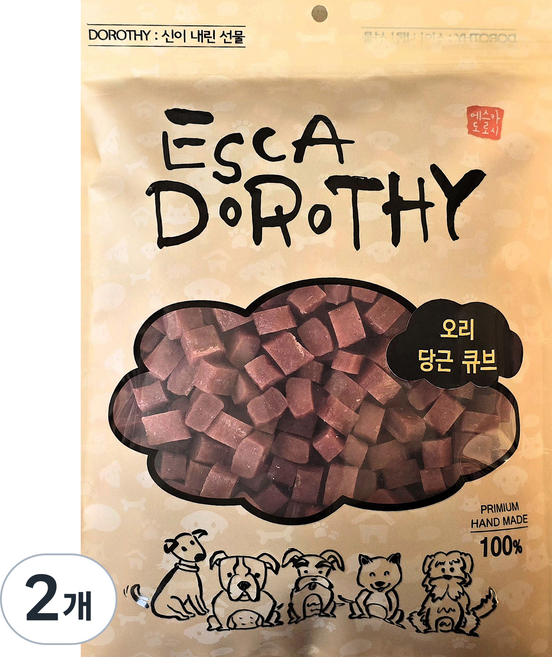 DOROTHY : 신이 내린 선물
에스카
도로시
ESCA
DOROTHY
오리
당근 큐브
PRIMIUM
HAND MADE
100%
2개